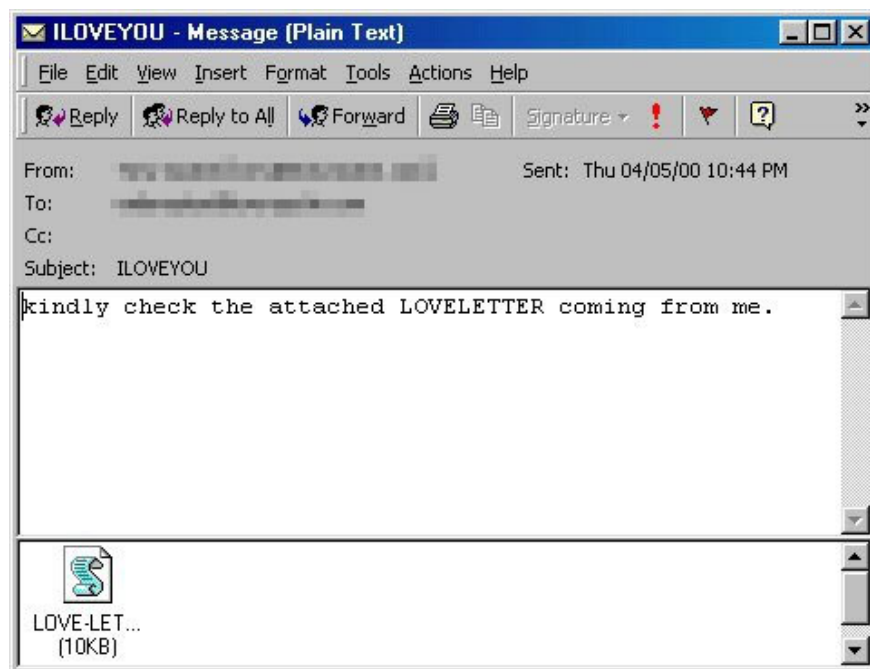 ILOVEYOU - Message (Plain Text)
File Edit View Insert Format Tools Actions Help
Reply Reply to All Forward Signature
From: Sent: Thu 04/05/00 10:44 PM
To:
Cc:
Subject: ILOVEYOU
kindly check the attached LOVELETTER coming from me.
LOVE-LET...
(10KB)